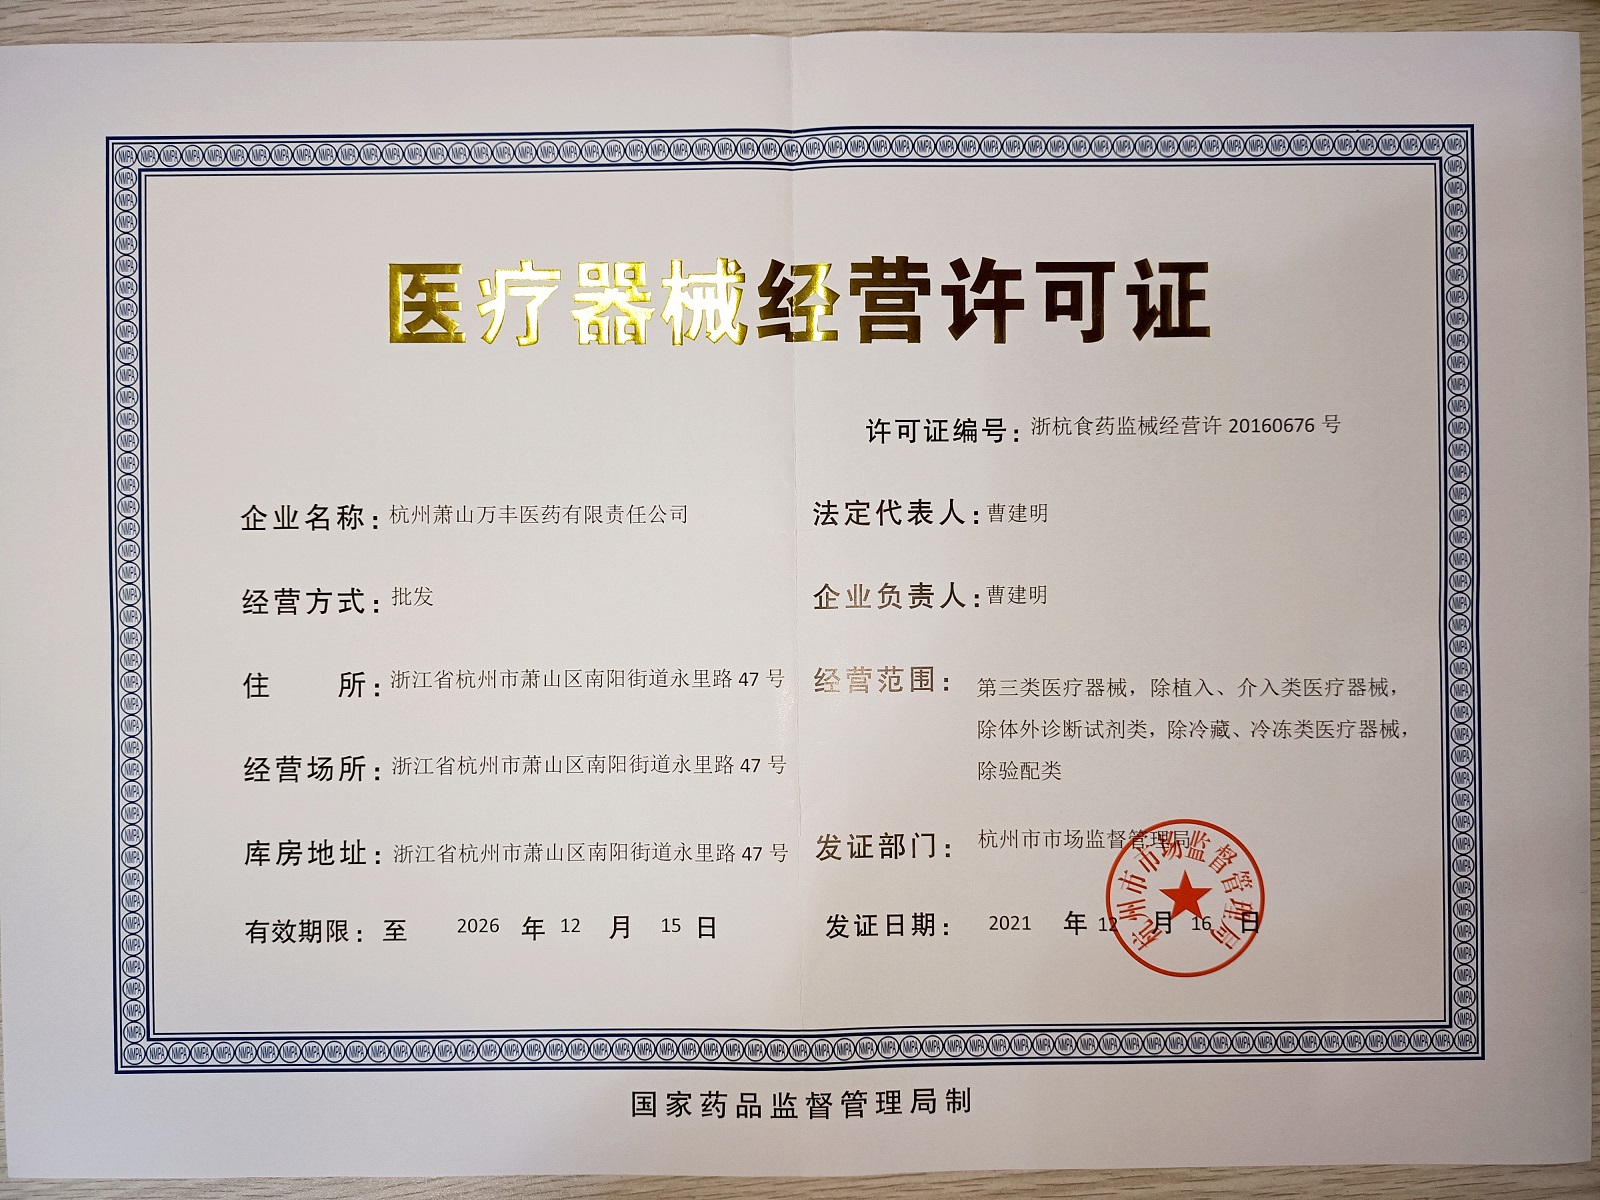 医疗器械经营许可证
许可证编号：浙杭食药监械经营许 20160676 号
企业名称：杭州萧山万丰医药有限责任公司
法定代表人：曹建明
经营方式：批发
企业负责人：曹建明
住 所：浙江省杭州市萧山区南阳街道永里路 47 号
经营范围：第三类医疗器械，除植入、介入类医疗器械，
除体外诊断试剂类，除冷藏、冷冻类医疗器械，
除验配类
经营场所：浙江省杭州市萧山区南阳街道永里路 47 号
库房地址：浙江省杭州市萧山区南阳街道永里路 47 号
发证部门：杭州市市场监督管理局
有效期限：至 2026 年 12 月 15 日
发证日期：2021 年 12 月 16 日
杭州市市场监督管理局
国家药品监督管理局制
NMPA